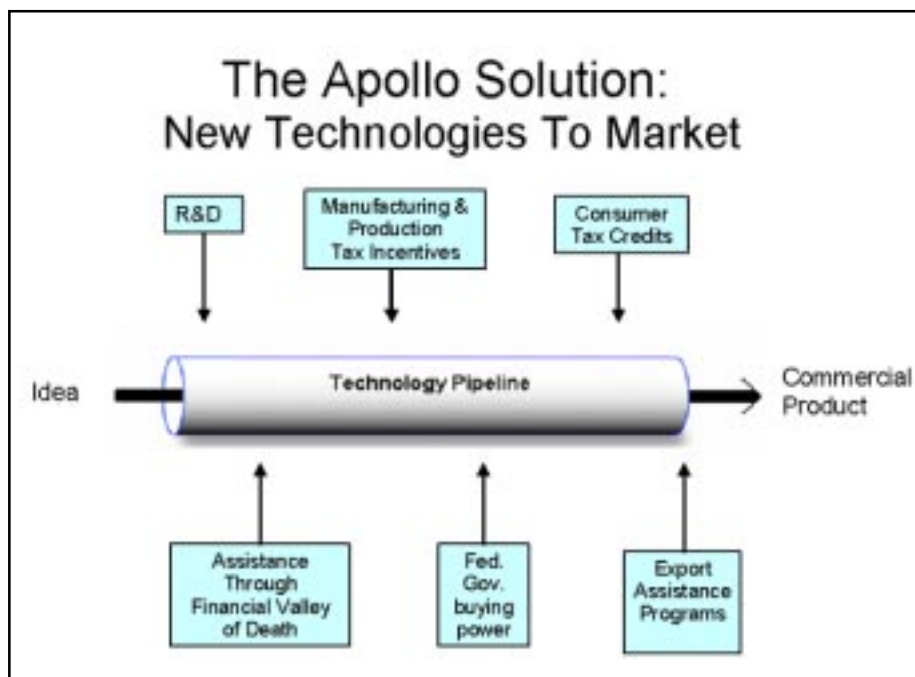 The Apollo Solution:
New Technologies To Market
R&D
Manufacturing &
Production
Tax Incentives
Consumer
Tax Credits
Idea
Technology Pipeline
Commercial
Product
Assistance
Through
Financial Valley
of Death
Fed.
Gov.
buying
power
Export
Assistance
Programs